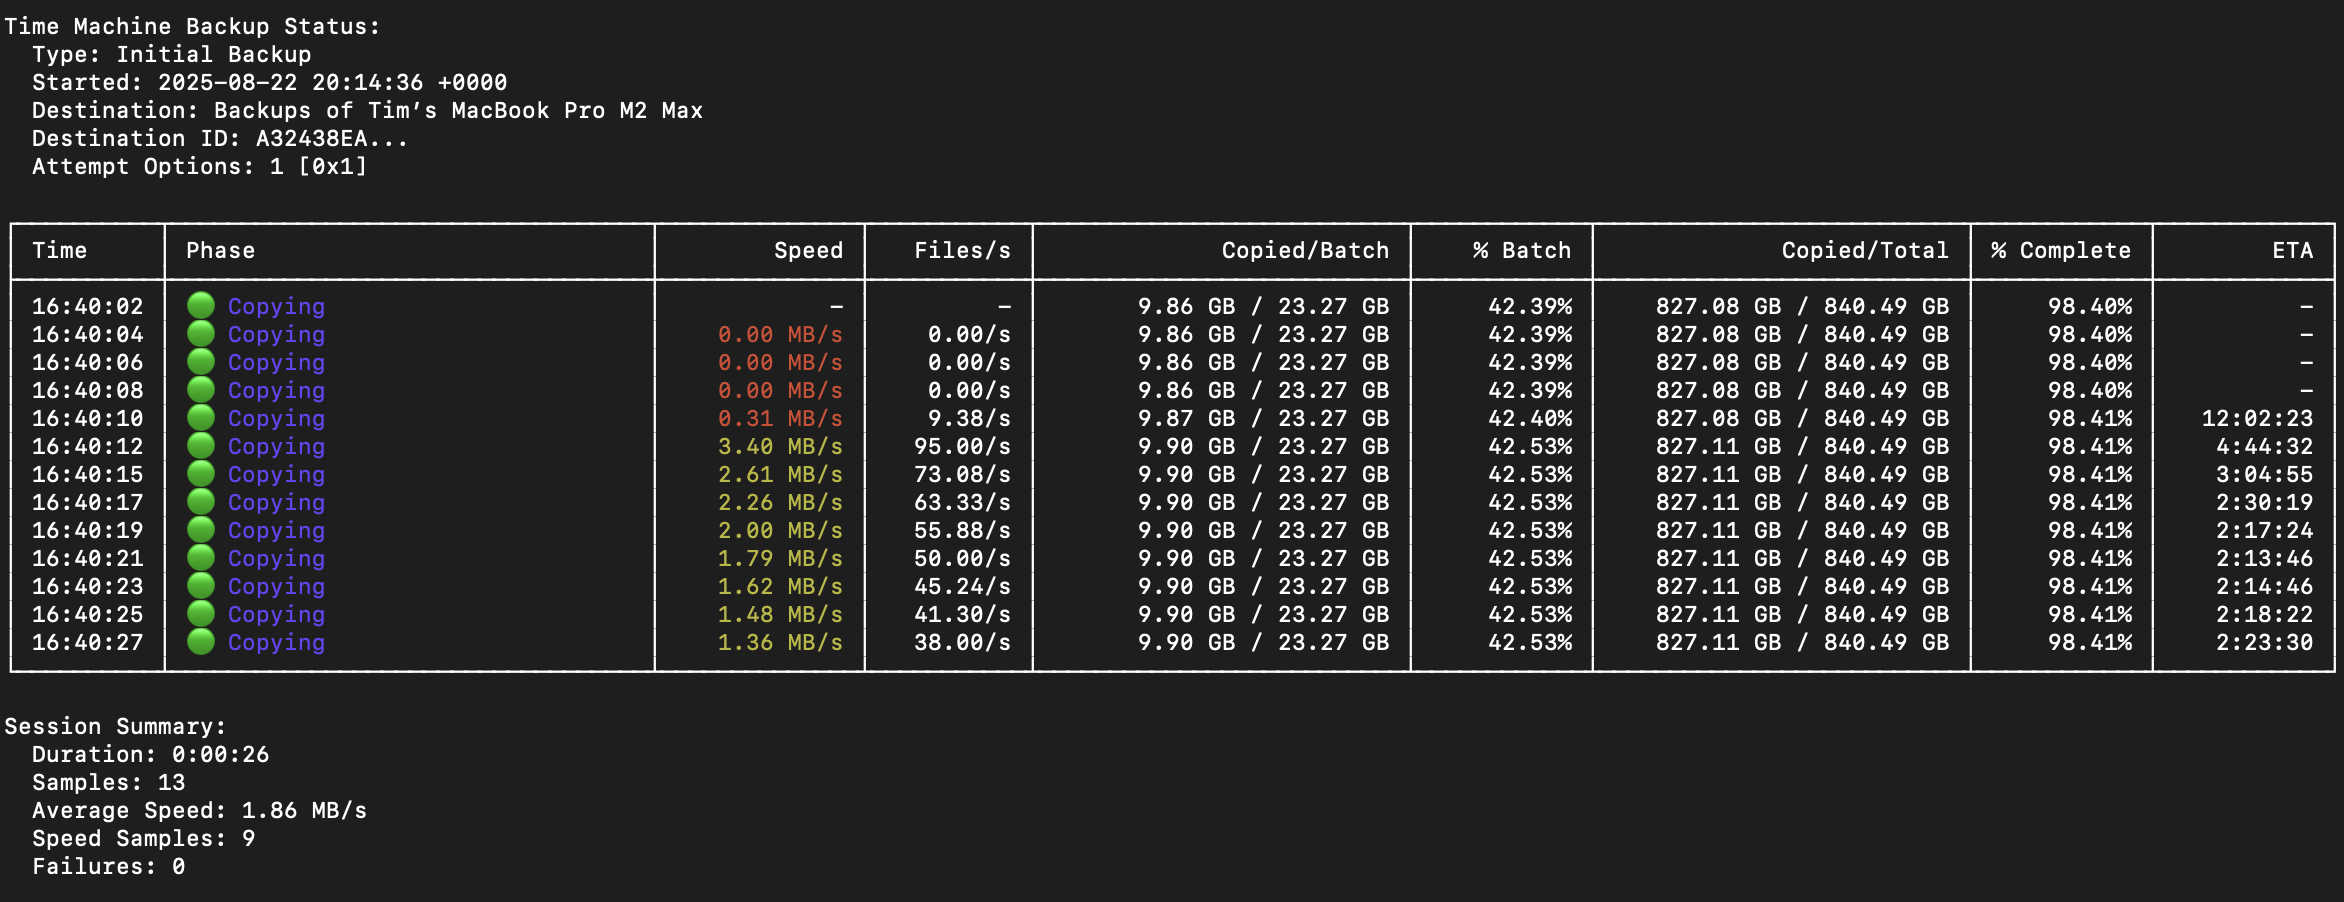 Time Machine Backup Status:
Type: Initial Backup
Started: 2025-08-22 20:14:36 +0000
Destination: Backups of Tim’s MacBook Pro M2 Max
Destination ID: A32438EA...
Attempt Options: 1 [0x1]
Time Phase Speed Files/s Copied/Batch % Batch Copied/Total % Complete ETA
16:40:02 Copying – – 9.86 GB / 23.27 GB 42.39% 827.08 GB / 840.49 GB 98.40% –
16:40:04 Copying 0.00 MB/s 0.00/s 9.86 GB / 23.27 GB 42.39% 827.08 GB / 840.49 GB 98.40% –
16:40:06 Copying 0.00 MB/s 0.00/s 9.86 GB / 23.27 GB 42.39% 827.08 GB / 840.49 GB 98.40% –
16:40:08 Copying 0.00 MB/s 0.00/s 9.86 GB / 23.27 GB 42.39% 827.08 GB / 840.49 GB 98.40% –
16:40:10 Copying 0.31 MB/s 9.38/s 9.87 GB / 23.27 GB 42.40% 827.08 GB / 840.49 GB 98.41% 12:02:23
16:40:12 Copying 3.40 MB/s 95.00/s 9.90 GB / 23.27 GB 42.53% 827.11 GB / 840.49 GB 98.41% 4:44:32
16:40:15 Copying 2.61 MB/s 73.08/s 9.90 GB / 23.27 GB 42.53% 827.11 GB / 840.49 GB 98.41% 3:04:55
16:40:17 Copying 2.26 MB/s 63.33/s 9.90 GB / 23.27 GB 42.53% 827.11 GB / 840.49 GB 98.41% 2:30:19
16:40:19 Copying 2.00 MB/s 55.88/s 9.90 GB / 23.27 GB 42.53% 827.11 GB / 840.49 GB 98.41% 2:17:24
16:40:21 Copying 1.79 MB/s 50.00/s 9.90 GB / 23.27 GB 42.53% 827.11 GB / 840.49 GB 98.41% 2:13:46
16:40:23 Copying 1.62 MB/s 45.24/s 9.90 GB / 23.27 GB 42.53% 827.11 GB / 840.49 GB 98.41% 2:14:46
16:40:25 Copying 1.48 MB/s 41.30/s 9.90 GB / 23.27 GB 42.53% 827.11 GB / 840.49 GB 98.41% 2:18:22
16:40:27 Copying 1.36 MB/s 38.00/s 9.90 GB / 23.27 GB 42.53% 827.11 GB / 840.49 GB 98.41% 2:23:30
Session Summary:
Duration: 0:00:26
Samples: 13
Average Speed: 1.86 MB/s
Speed Samples: 9
Failures: 0